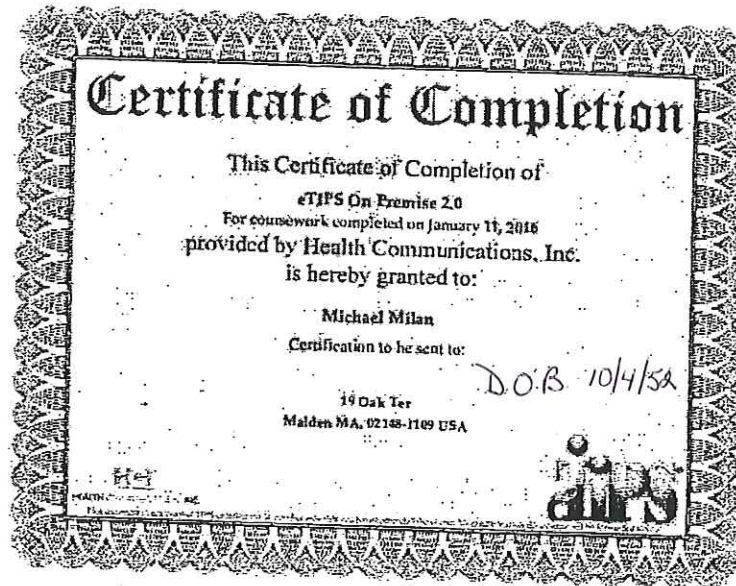 Certificate of Completion
This Certificate of Completion of
eTIPS On Premise 2.0
For coursework completed on January 11, 2016
provided by Health Communications, Inc.
is hereby granted to:
Michael Milan
Certification to be sent to:
D.O.B 10/4/52
19 Oak Ter
Malden MA, 02148-1109 USA